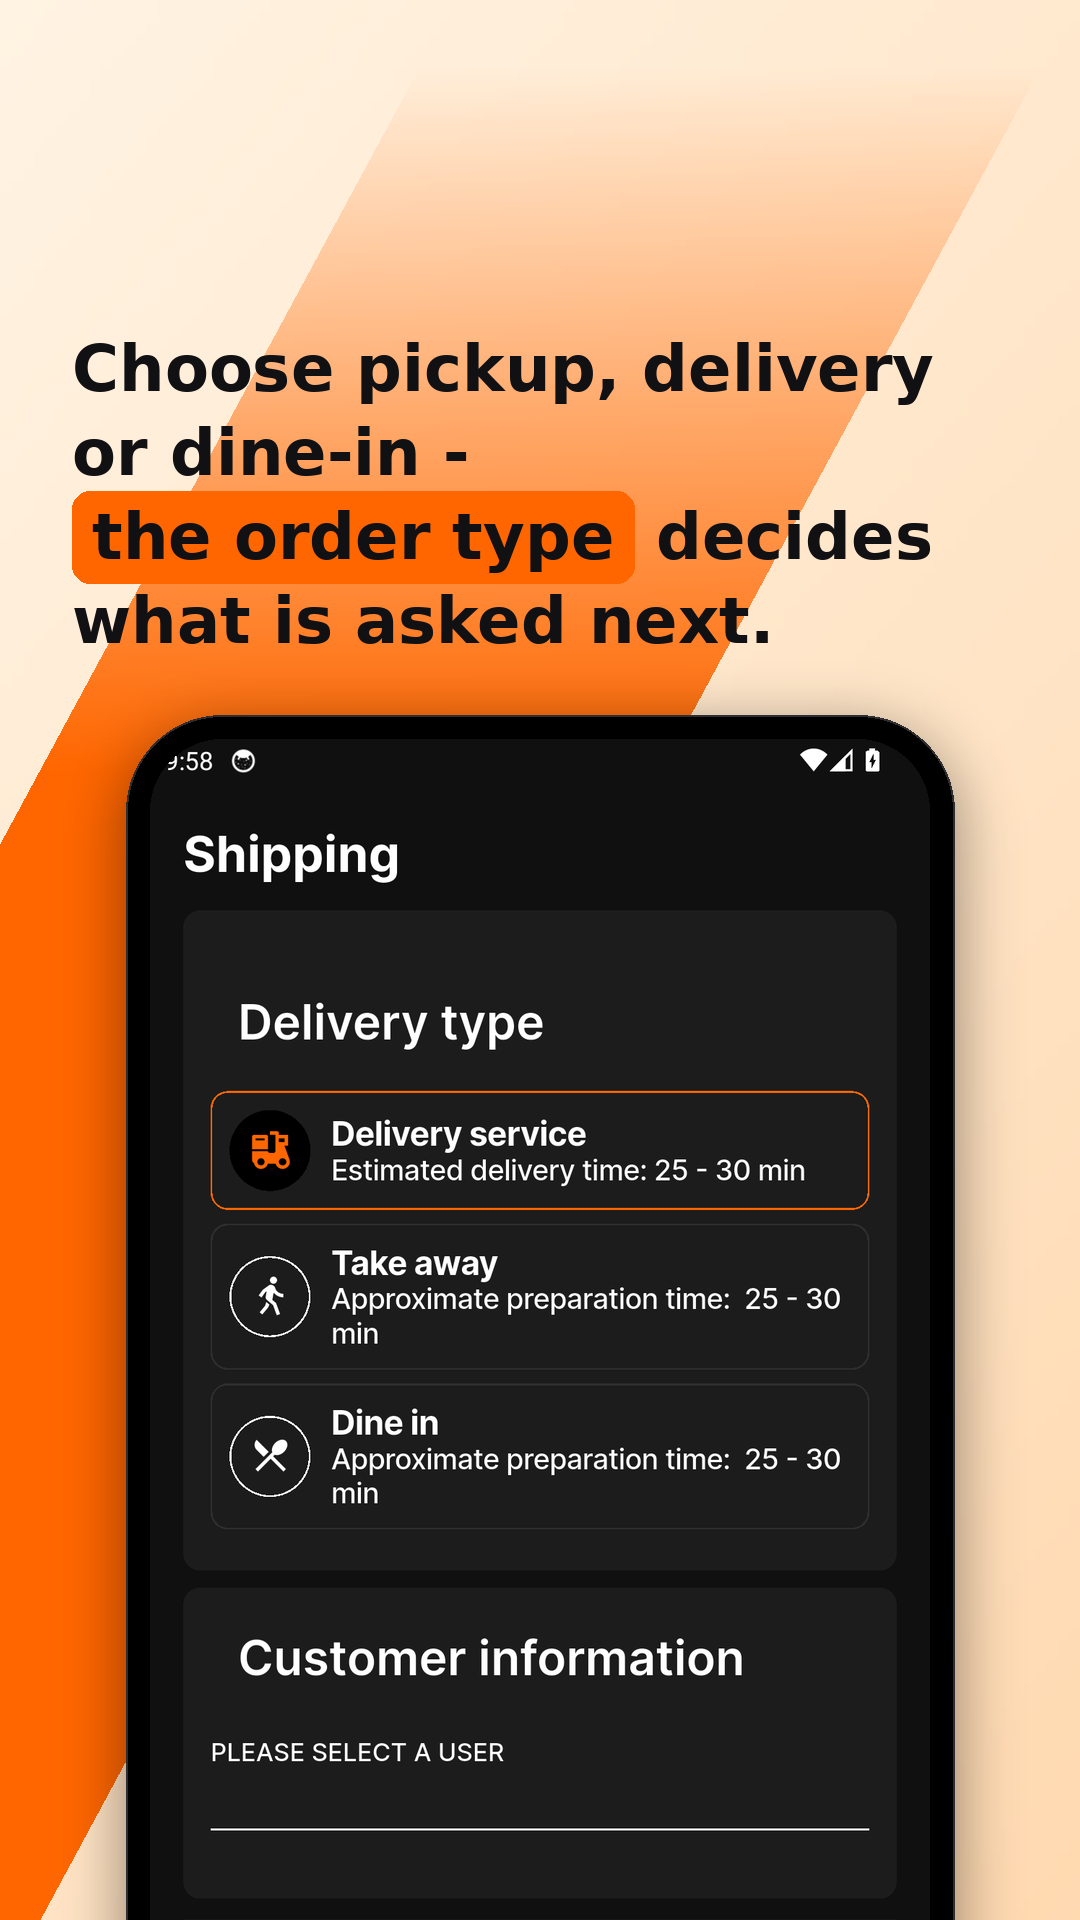 Choose pickup, delivery
or dine-in -
the order type decides
what is asked next.
9:58
Shipping
Delivery type
Delivery service
Estimated delivery time: 25 - 30 min
Take away
Approximate preparation time:  25 - 30
min
Dine in
Approximate preparation time:  25 - 30
min
Customer information
PLEASE SELECT A USER